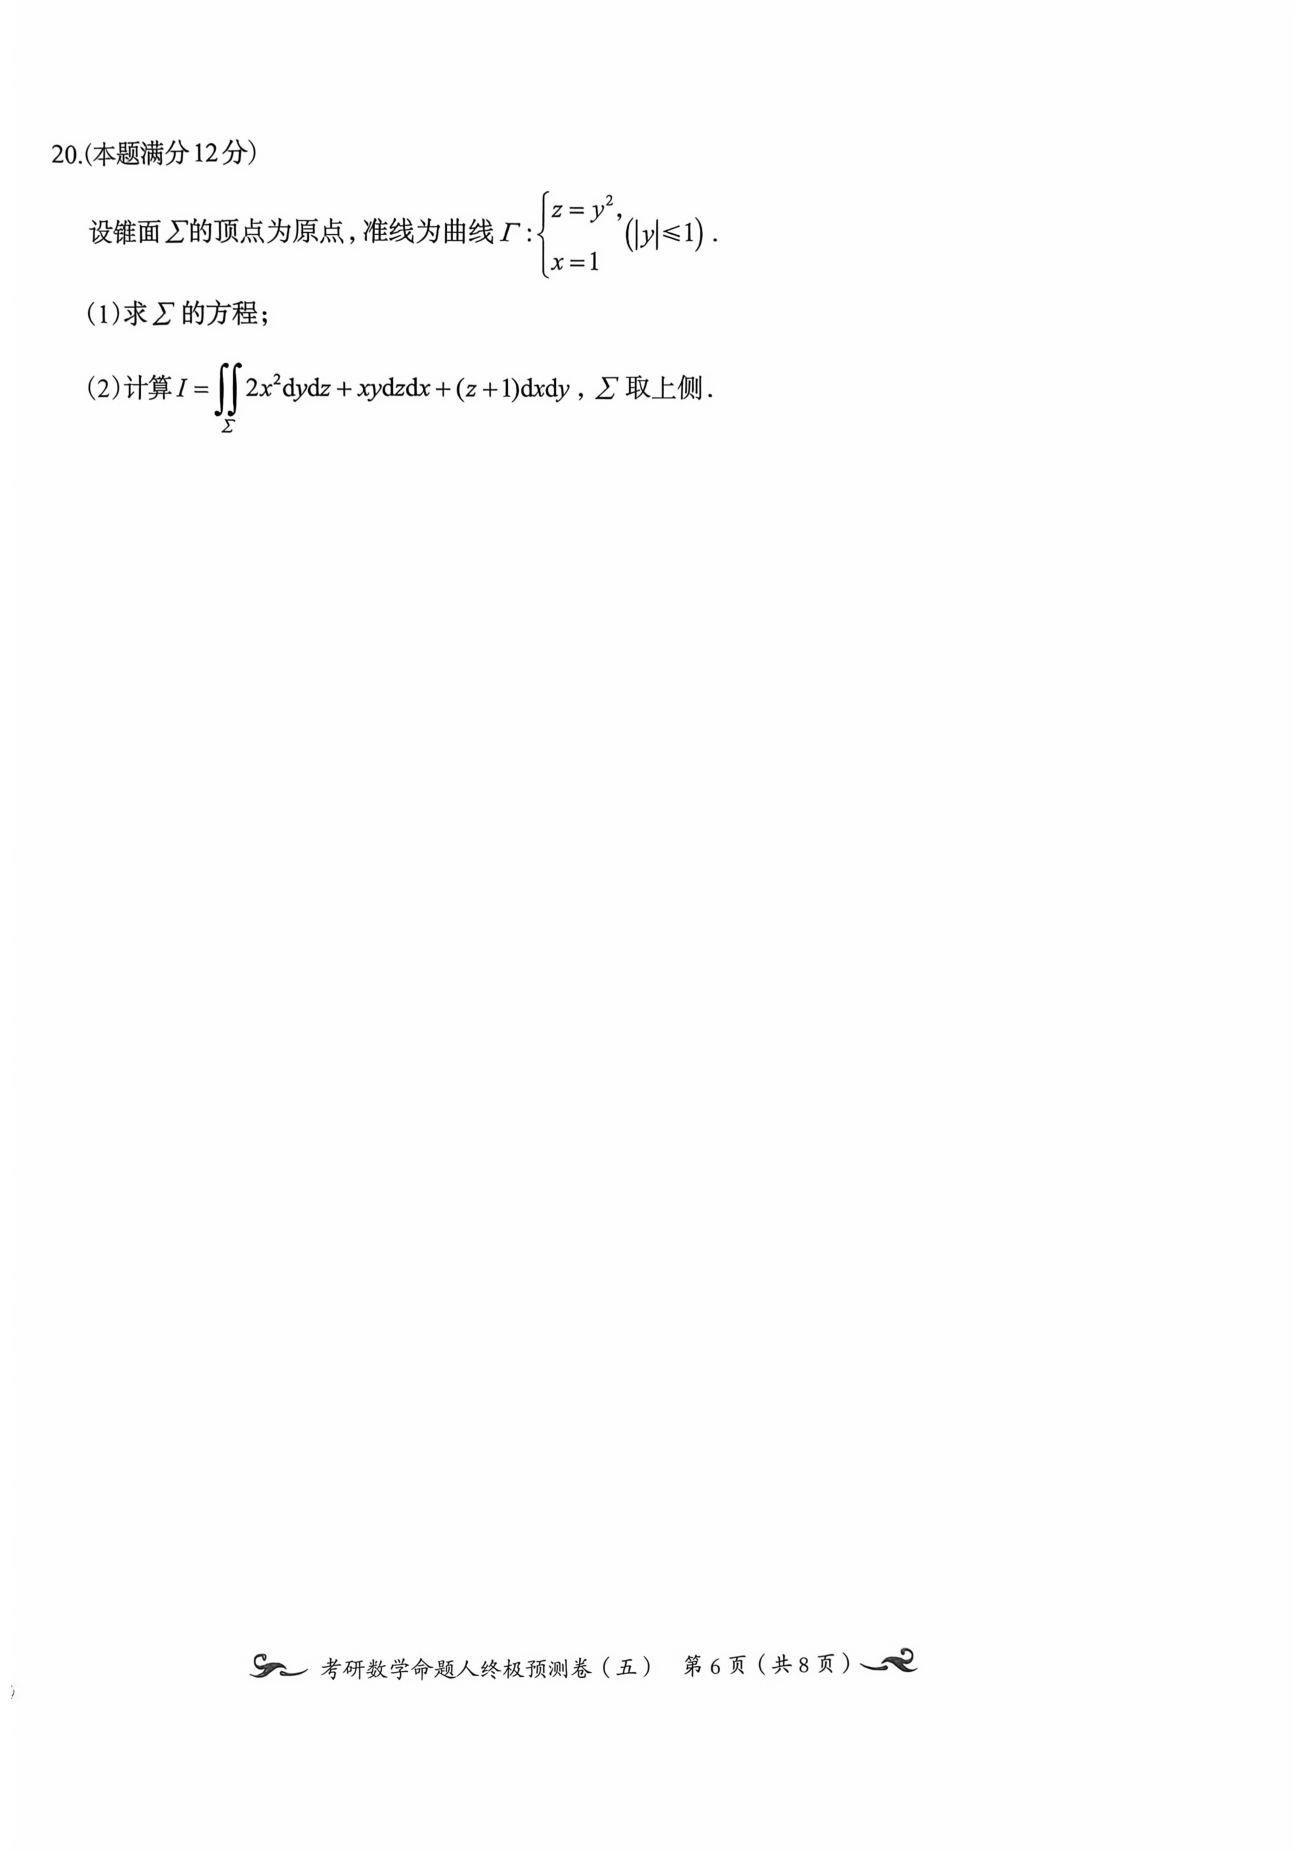 20.(本题满分12分)
设锥面Σ的顶点为原点,准线为曲线Γ:{z=y², x=1 (|y|≤1).
(1)求Σ的方程;
(2)计算I=∬_Σ 2x²dydz+xydzdx+(z+1)dxdy,Σ取上侧.
考研数学命题人终极预测卷(五) 第6页(共8页)